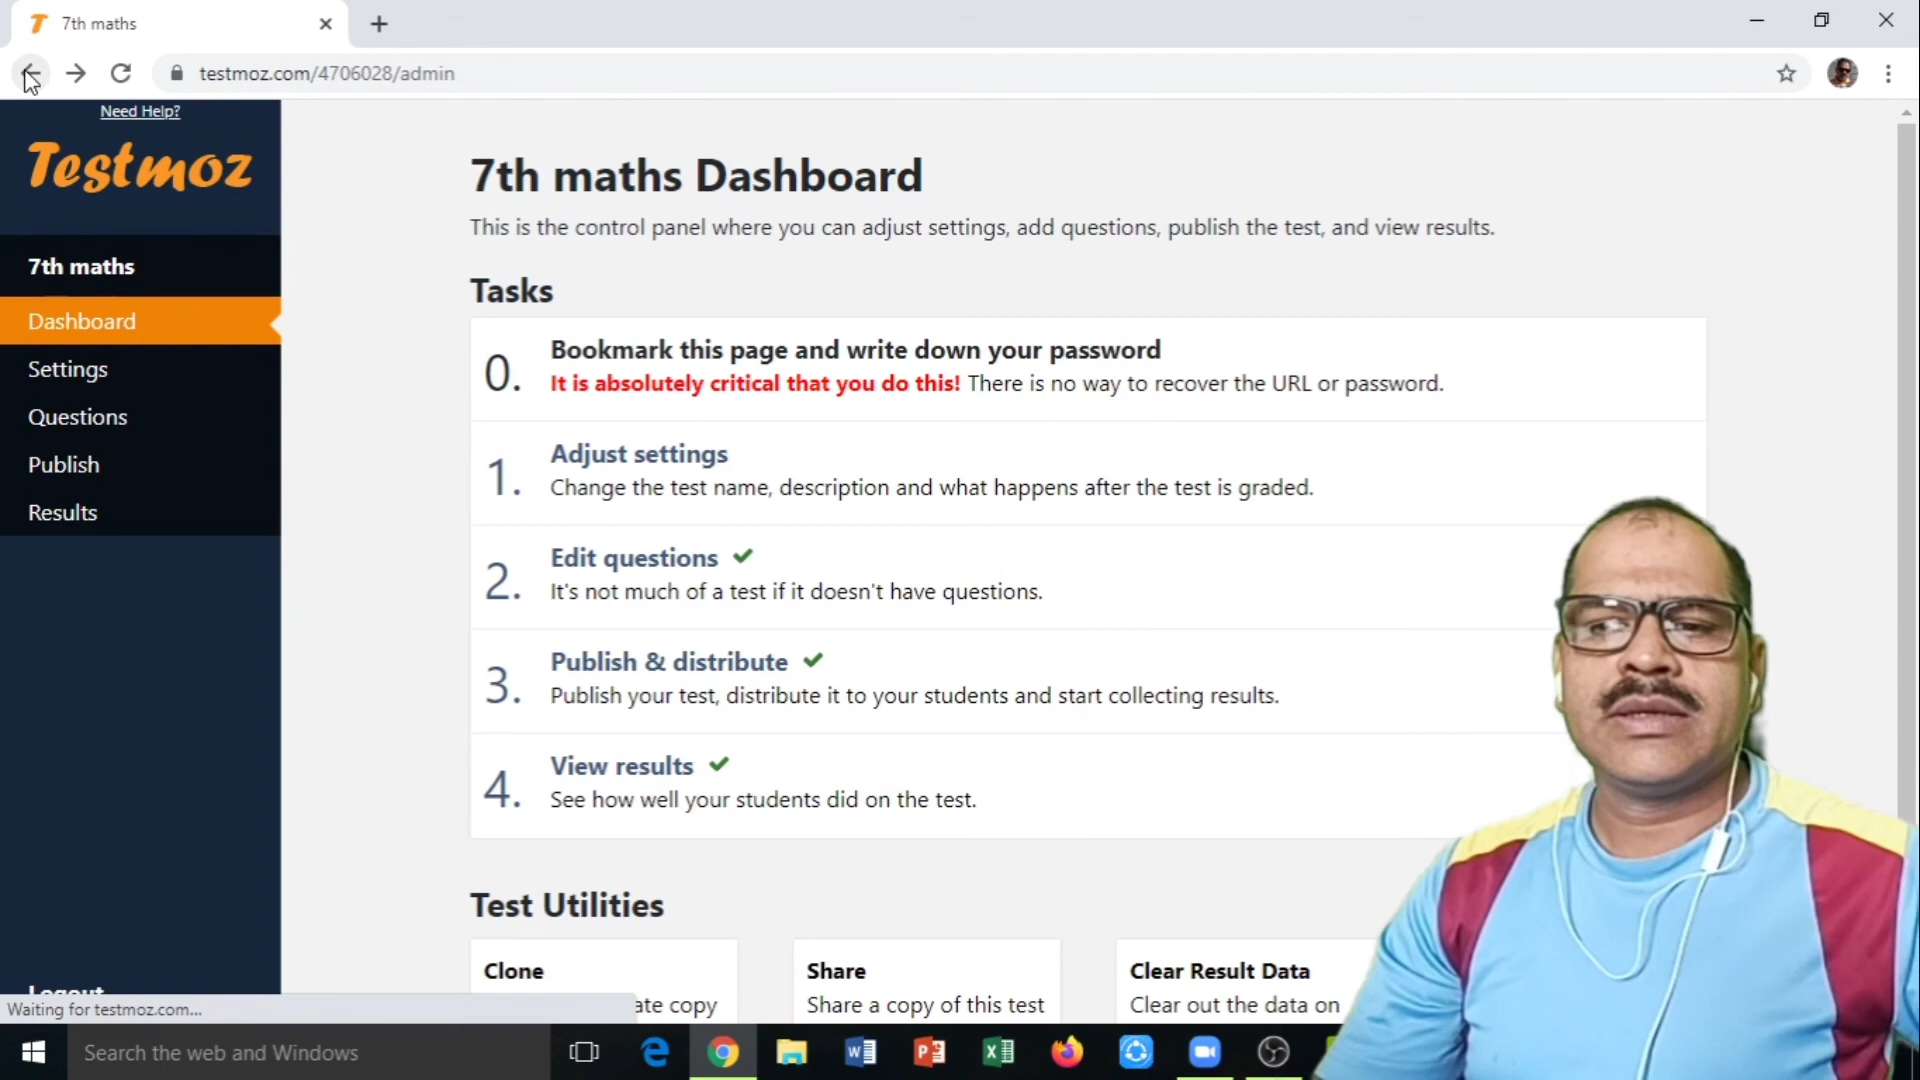 7th maths
testmoz.com/4706028/admin
Need Help?
Testmoz
7th maths
Dashboard
Settings
Questions
Publish
Results
7th maths Dashboard
This is the control panel where you can adjust settings, add questions, publish the test, and view results.
Tasks
0. Bookmark this page and write down your password
It is absolutely critical that you do this! There is no way to recover the URL or password.
1. Adjust settings
Change the test name, description and what happens after the test is graded.
2. Edit questions
It's not much of a test if it doesn't have questions.
3. Publish & distribute
Publish your test, distribute it to your students and start collecting results.
4. View results
See how well your students did on the test.
Test Utilities
Clone
ate copy
Share
Share a copy of this test
Clear Result Data
Clear out the data on
Logout
Waiting for testmoz.com...
Search the web and Windows